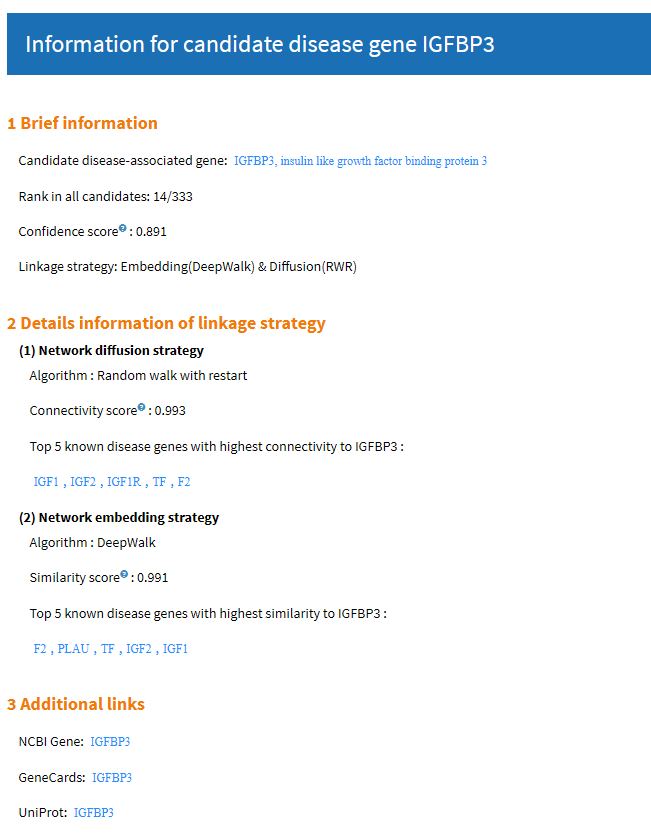 Information for candidate disease gene IGFBP3
1 Brief information
Candidate disease-associated gene: IGFBP3, insulin like growth factor binding protein 3
Rank in all candidates: 14/333
Confidence score? : 0.891
Linkage strategy: Embedding(DeepWalk) & Diffusion(RWR)
2 Details information of linkage strategy
(1) Network diffusion strategy
Algorithm : Random walk with restart
Connectivity score? : 0.993
Top 5 known disease genes with highest connectivity to IGFBP3 :
IGF1 , IGF2 , IGF1R , TF , F2
(2) Network embedding strategy
Algorithm : DeepWalk
Similarity score? : 0.991
Top 5 known disease genes with highest similarity to IGFBP3 :
F2 , PLAU , TF , IGF2 , IGF1
3 Additional links
NCBI Gene: IGFBP3
GeneCards: IGFBP3
UniProt: IGFBP3